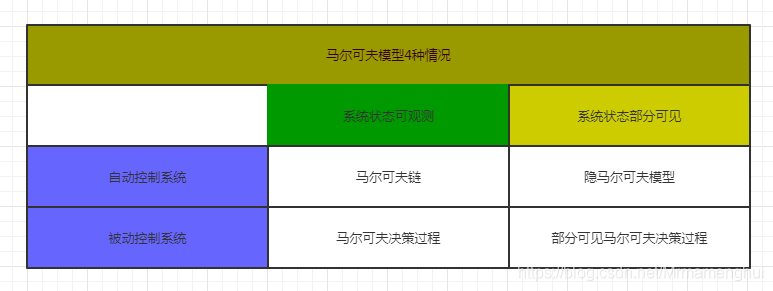 马尔可夫模型4种情况
系统状态可观测
系统状态部分可见
自动控制系统
马尔可夫链
隐马尔可夫模型
被动控制系统
马尔可夫决策过程
部分可见马尔可夫决策过程
https://blog.csdn.net/Mrmamenghui